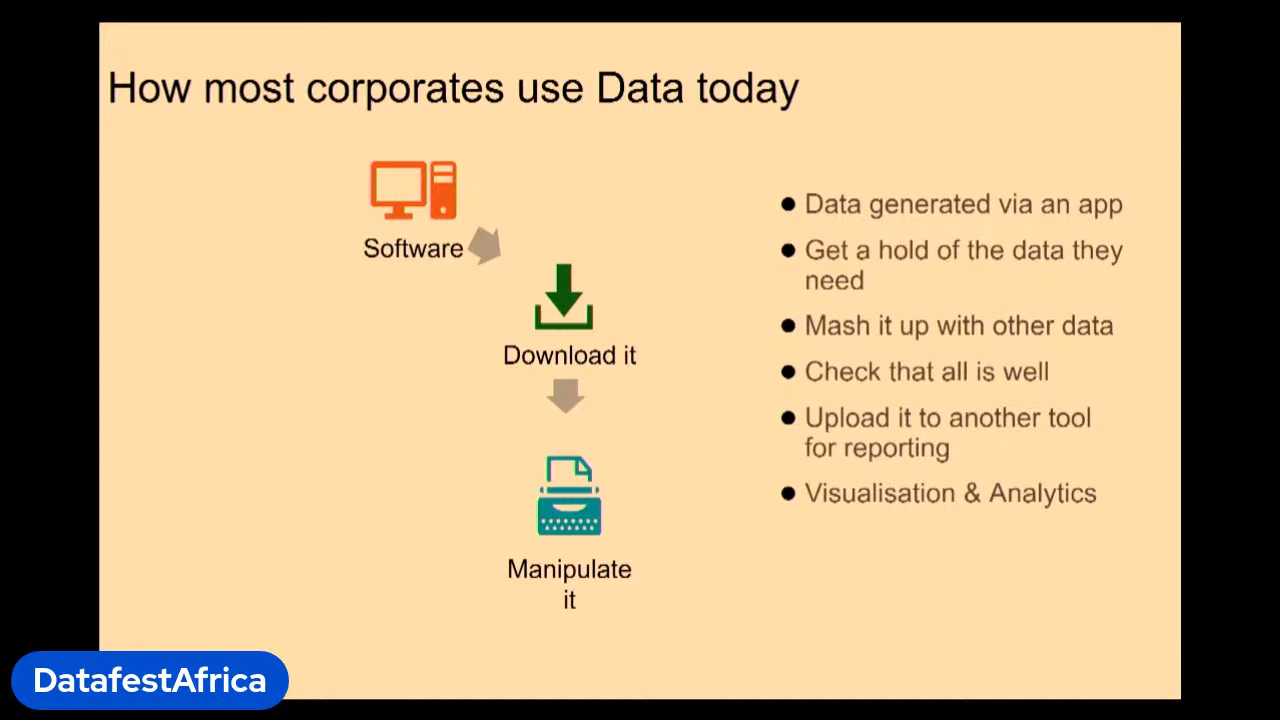 How most corporates use Data today
Software
Download it
Manipulate
it
● Data generated via an app
● Get a hold of the data they
need
● Mash it up with other data
● Check that all is well
● Upload it to another tool
for reporting
● Visualisation & Analytics
DatafestAfrica